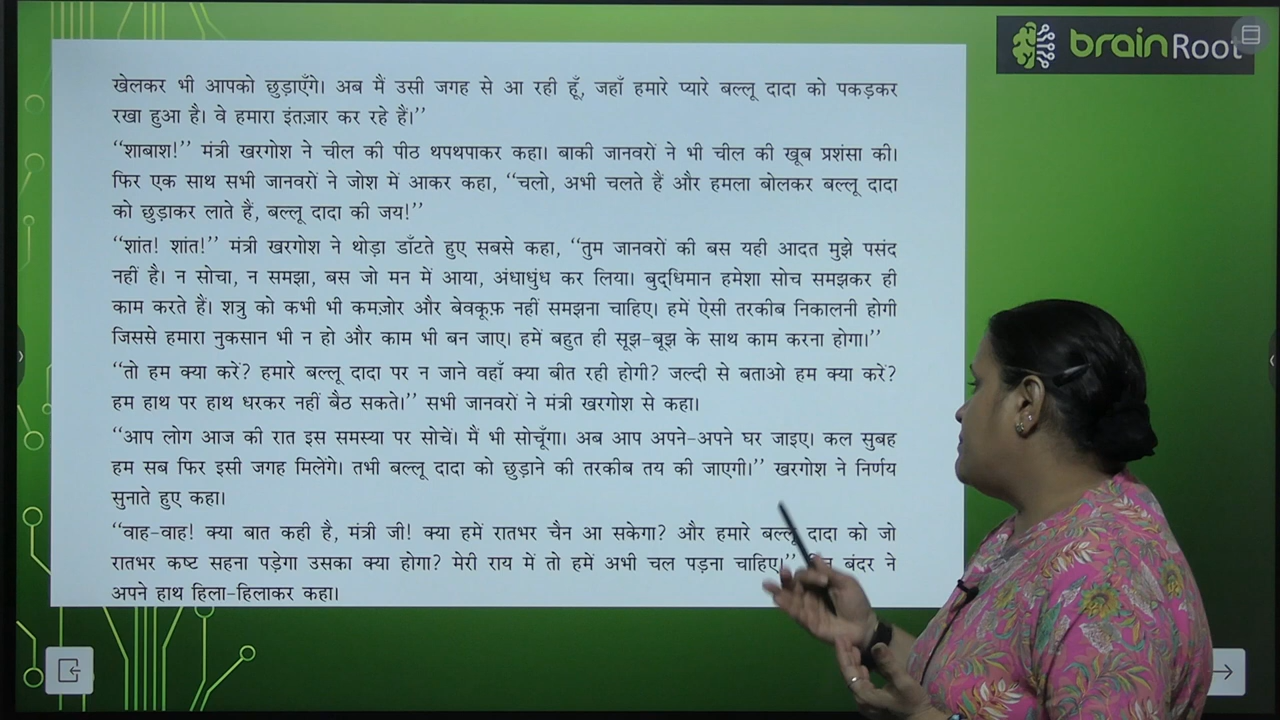 brainRoot
खेलकर भी आपको छुड़ाएँगे। अब मैं उसी जगह से आ रही हूँ, जहाँ हमारे प्यारे बल्लू दादा को पकड़कर
रखा हुआ है। वे हमारा इंतज़ार कर रहे हैं।”
“शाबाश!” मंत्री खरगोश ने चील की पीठ थपथपाकर कहा। बाकी जानवरों ने भी चील की खूब प्रशंसा की।
फिर एक साथ सभी जानवरों ने जोश में आकर कहा, “चलो, अभी चलते हैं और हमला बोलकर बल्लू दादा
को छुड़ाकर लाते हैं, बल्लू दादा की जय!”
“शांत! शांत!” मंत्री खरगोश ने थोड़ा डाँटते हुए सबसे कहा, “तुम जानवरों की बस यही आदत मुझे पसंद
नहीं है। न सोचा, न समझा, बस जो मन में आया, अंधाधुंध कर लिया। बुद्धिमान हमेशा सोच समझकर ही
काम करते हैं। शत्रु को कभी भी कमज़ोर और बेवकूफ़ नहीं समझना चाहिए। हमें ऐसी तरकीब निकालनी होगी
जिससे हमारा नुकसान भी न हो और काम भी बन जाए। हमें बहुत ही सूझ-बूझ के साथ काम करना होगा।”
“तो हम क्या करें? हमारे बल्लू दादा पर न जाने वहाँ क्या बीत रही होगी? जल्दी से बताओ हम क्या करें?
हम हाथ पर हाथ धरकर नहीं बैठ सकते।” सभी जानवरों ने मंत्री खरगोश से कहा।
“आप लोग आज की रात इस समस्या पर सोचें। मैं भी सोचूँगा। अब आप अपने-अपने घर जाइए। कल सुबह
हम सब फिर इसी जगह मिलेंगे। तभी बल्लू दादा को छुड़ाने की तरकीब तय की जाएगी।” खरगोश ने निर्णय
सुनाते हुए कहा।
“वाह-वाह! क्या बात कही है, मंत्री जी! क्या हमें रातभर चैन आ सकेगा? और हमारे बल्लू दादा को जो
रातभर कष्ट सहना पड़ेगा उसका क्या होगा? मेरी राय में तो हमें अभी चल पड़ना चाहिए।” बंदर ने
अपने हाथ हिला-हिलाकर कहा।